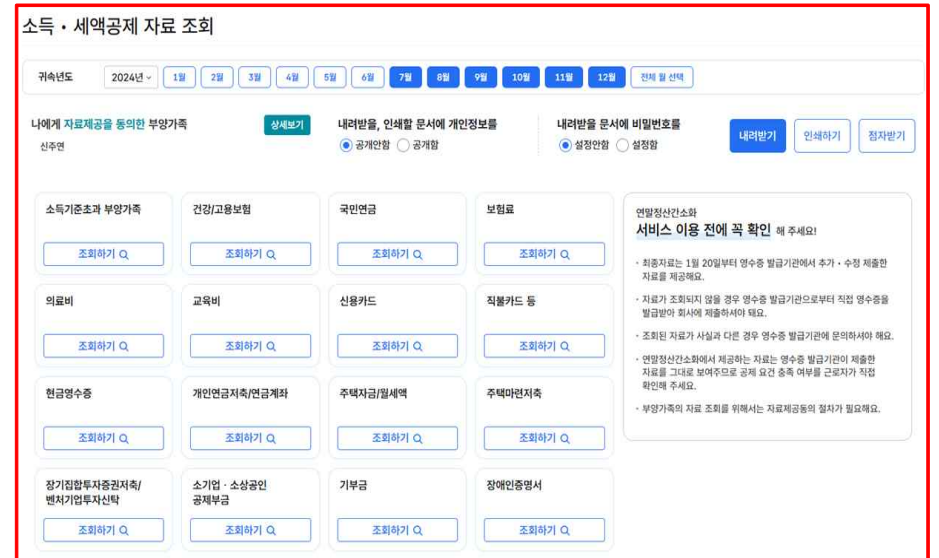 소득 · 세액공제 자료 조회
귀속년도 2024년 1월 2월 3월 4월 5월 6월 7월 8월 9월 10월 11월 12월 전체 월 선택
나에게 자료제공을 동의한 부양가족 상세보기
신주연
내려받을, 인쇄할 문서에 개인정보를
공개안함 공개함
내려받을 문서에 비밀번호를
설정안함 설정함
내려받기 인쇄하기 점자받기
소득기준초과 부양가족 건강/고용보험 국민연금 보험료
조회하기 조회하기 조회하기 조회하기
의료비 교육비 신용카드 직불카드 등
조회하기 조회하기 조회하기 조회하기
현금영수증 개인연금저축/연금계좌 주택자금/월세액 주택마련저축
조회하기 조회하기 조회하기 조회하기
장기집합투자증권저축/
벤처기업투자신탁
소기업 · 소상공인
공제부금
기부금 장애인증명서
조회하기 조회하기 조회하기 조회하기
연말정산간소화
서비스 이용 전에 꼭 확인 해 주세요!
· 최종자료는 1월 20일부터 영수증 발급기관에서 추가 · 수정 제출한
자료를 제공해요.
· 자료가 조회되지 않을 경우 영수증 발급기관으로부터 직접 영수증을
발급받아 회사에 제출하셔야 돼요.
· 조회된 자료가 사실과 다른 경우 영수증 발급기관에 문의하셔야 해요.
· 연말정산간소화에서 제공하는 자료는 영수증 발급기관이 제출한
자료를 그대로 보여주므로 공제 요건 충족 여부를 근로자가 직접
확인해 주세요.
· 부양가족의 자료 조회를 위해서는 자료제공동의 절차가 필요해요.